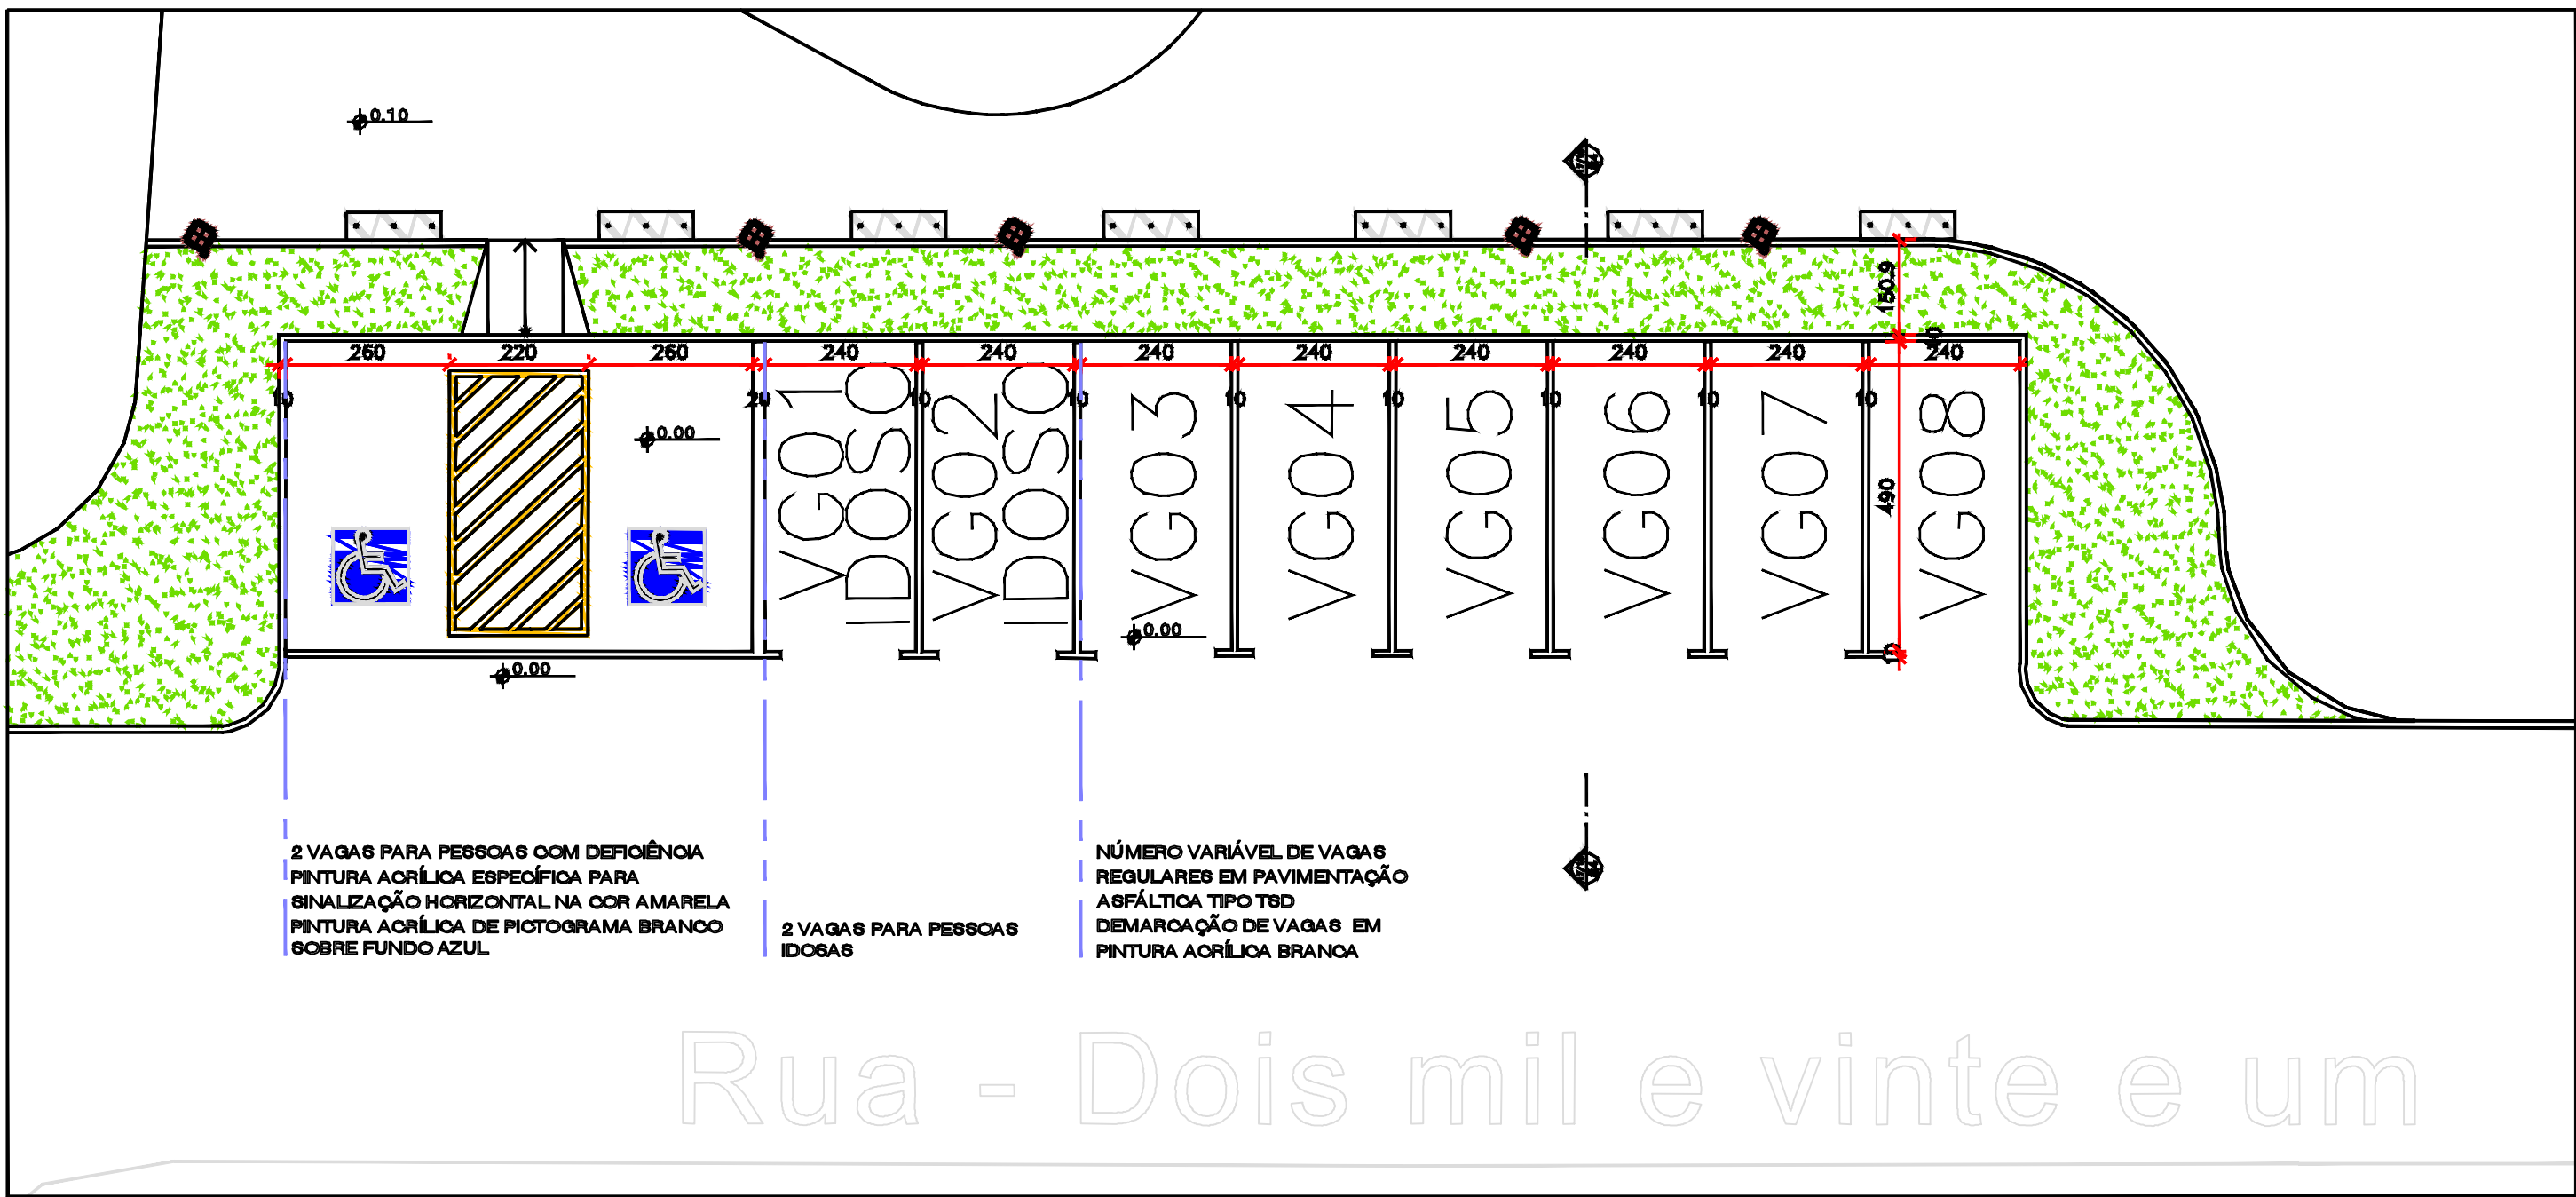 0.10
150.9
10
260 220 260 240 240 240 240 240 240 240 240
10 20 10 10 10 10 10 10 10
0.00
VG01
IDOSO
VG02
IDOSO
VG03
VG04
VG05
VG06
VG07
VG08
490
10
0.00
0.00
2 VAGAS PARA PESSOAS COM DEFICIÊNCIA
PINTURA ACRÍLICA ESPECÍFICA PARA
SINALIZAÇÃO HORIZONTAL NA COR AMARELA
PINTURA ACRÍLICA DE PICTOGRAMA BRANCO
SOBRE FUNDO AZUL
2 VAGAS PARA PESSOAS
IDOSAS
NÚMERO VARIÁVEL DE VAGAS
REGULARES EM PAVIMENTAÇÃO
ASFÁLTICA TIPO TSD
DEMARCAÇÃO DE VAGAS EM
PINTURA ACRÍLICA BRANCA
Rua - Dois mil e vinte e um